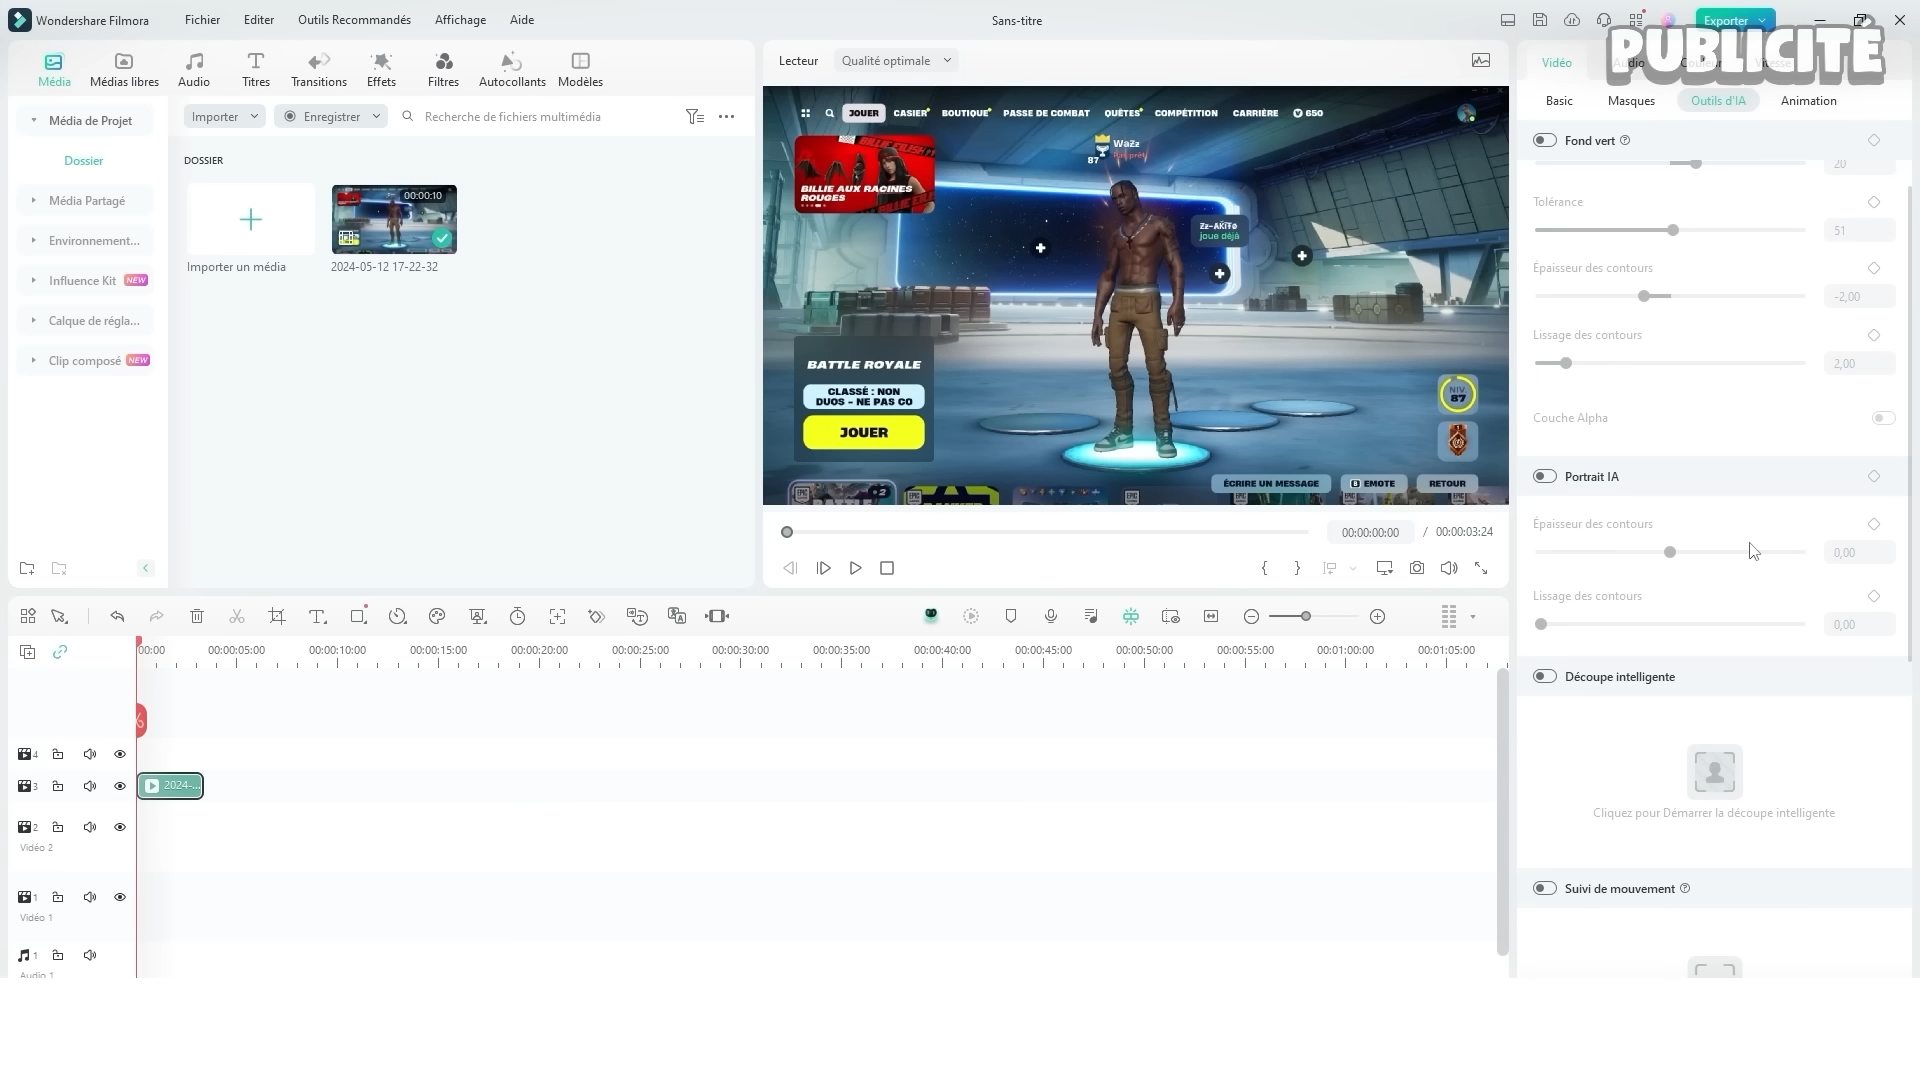 Wondershare Filmora
Fichier
Editer
Outils Recommandés
Affichage
Aide
Sans-titre
Exporter
PUBLICITÉ
Média
Médias libres
Audio
Titres
Transitions
Effets
Filtres
Autocollants
Modèles
Média de Projet
Dossier
Média Partagé
Environnement...
Influence Kit NEW
Calque de régla...
Clip composé NEW
Importer
Enregistrer
Recherche de fichiers multimédia
DOSSIER
Importer un média
00:00:10
2024-05-12 17-22-32
Lecteur
Qualité optimale
JOUER
CASIER
BOUTIQUE
PASSE DE COMBAT
QUÊTES
COMPÉTITION
CARRIÈRE
650
BILLIE AUX RACINES
ROUGES
87
WaZz
Zz-AKiTo
joue déjà
BATTLE ROYALE
CLASSÉ : NON
DUOS - NE PAS CO
JOUER
NIV.
87
ÉCRIRE UN MESSAGE
EMOTE
RETOUR
00:00:00:00 / 00:00:03:24
Vidéo
Basic
Masques
Outils d'IA
Animation
Fond vert
20
Tolérance
51
Épaisseur des contours
-2,00
Lissage des contours
2,00
Couche Alpha
Portrait IA
Épaisseur des contours
0,00
Lissage des contours
0,00
Découpe intelligente
Cliquez pour Démarrer la découpe intelligente
Suivi de mouvement
00:00
00:00:05:00
00:00:10:00
00:00:15:00
00:00:20:00
00:00:25:00
00:00:30:00
00:00:35:00
00:00:40:00
00:00:45:00
00:00:50:00
00:00:55:00
00:01:00:00
00:01:05:00
4
3
2024-...
2
Vidéo 2
1
Vidéo 1
1
Audio 1